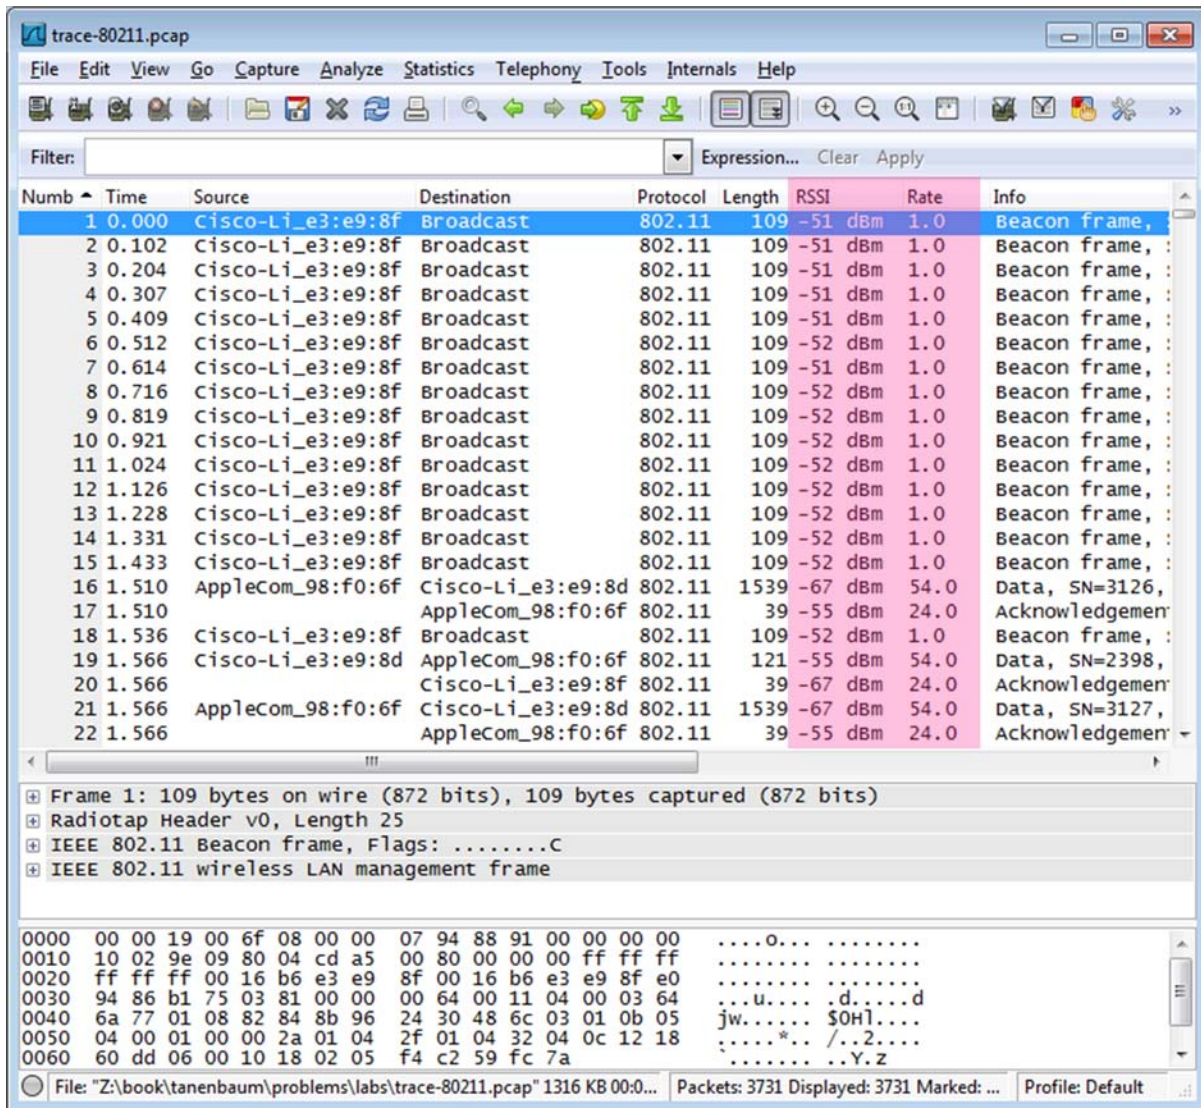 trace-80211.pcap
File Edit View Go Capture Analyze Statistics Telephony Tools Internals Help
Filter: Expression... Clear Apply
Numb Time Source Destination Protocol Length RSSI Rate Info
1 0.000 Cisco-Li_e3:e9:8f Broadcast 802.11 109 -51 dBm 1.0 Beacon frame,
2 0.102 Cisco-Li_e3:e9:8f Broadcast 802.11 109 -51 dBm 1.0 Beacon frame, :
3 0.204 Cisco-Li_e3:e9:8f Broadcast 802.11 109 -51 dBm 1.0 Beacon frame, :
4 0.307 Cisco-Li_e3:e9:8f Broadcast 802.11 109 -51 dBm 1.0 Beacon frame, :
5 0.409 Cisco-Li_e3:e9:8f Broadcast 802.11 109 -51 dBm 1.0 Beacon frame, :
6 0.512 Cisco-Li_e3:e9:8f Broadcast 802.11 109 -52 dBm 1.0 Beacon frame, :
7 0.614 Cisco-Li_e3:e9:8f Broadcast 802.11 109 -51 dBm 1.0 Beacon frame, :
8 0.716 Cisco-Li_e3:e9:8f Broadcast 802.11 109 -52 dBm 1.0 Beacon frame, :
9 0.819 Cisco-Li_e3:e9:8f Broadcast 802.11 109 -52 dBm 1.0 Beacon frame, :
10 0.921 Cisco-Li_e3:e9:8f Broadcast 802.11 109 -52 dBm 1.0 Beacon frame, :
11 1.024 Cisco-Li_e3:e9:8f Broadcast 802.11 109 -52 dBm 1.0 Beacon frame, :
12 1.126 Cisco-Li_e3:e9:8f Broadcast 802.11 109 -52 dBm 1.0 Beacon frame, :
13 1.228 Cisco-Li_e3:e9:8f Broadcast 802.11 109 -52 dBm 1.0 Beacon frame, :
14 1.331 Cisco-Li_e3:e9:8f Broadcast 802.11 109 -52 dBm 1.0 Beacon frame, :
15 1.433 Cisco-Li_e3:e9:8f Broadcast 802.11 109 -52 dBm 1.0 Beacon frame, :
16 1.510 AppleCom_98:f0:6f Cisco-Li_e3:e9:8d 802.11 1539 -67 dBm 54.0 Data, SN=3126,
17 1.510 AppleCom_98:f0:6f 802.11 39 -55 dBm 24.0 Acknowledgemen
18 1.536 Cisco-Li_e3:e9:8f Broadcast 802.11 109 -52 dBm 1.0 Beacon frame, :
19 1.566 Cisco-Li_e3:e9:8d AppleCom_98:f0:6f 802.11 121 -55 dBm 54.0 Data, SN=2398,
20 1.566 Cisco-Li_e3:e9:8f 802.11 39 -67 dBm 24.0 Acknowledgemen
21 1.566 AppleCom_98:f0:6f Cisco-Li_e3:e9:8d 802.11 1539 -67 dBm 54.0 Data, SN=3127,
22 1.566 AppleCom_98:f0:6f 802.11 39 -55 dBm 24.0 Acknowledgemen
Frame 1: 109 bytes on wire (872 bits), 109 bytes captured (872 bits)
Radiotap Header v0, Length 25
IEEE 802.11 Beacon frame, Flags: ........C
IEEE 802.11 wireless LAN management frame
0000 00 00 19 00 6f 08 00 00 07 94 88 91 00 00 00 00 ....o... ........
0010 10 02 9e 09 80 04 cd a5 00 80 00 00 00 ff ff ff ........ ........
0020 ff ff ff 00 16 b6 e3 e9 8f 00 16 b6 e3 e9 8f e0 ........ ........
0030 94 86 b1 75 03 81 00 00 00 64 00 11 04 00 03 64 ...u.... .d.....d
0040 6a 77 01 08 82 84 8b 96 24 30 48 6c 03 01 0b 05 jw...... $0Hl....
0050 04 00 01 00 00 2a 01 04 2f 01 04 32 04 0c 12 18 .....*.. /..2....
0060 60 dd 06 00 10 18 02 05 f4 c2 59 fc 7a `....... ..Y.z
File: "Z:\book\tanenbaum\problems\labs\trace-80211.pcap" 1316 KB 00:0... Packets: 3731 Displayed: 3731 Marked: ... Profile: Default